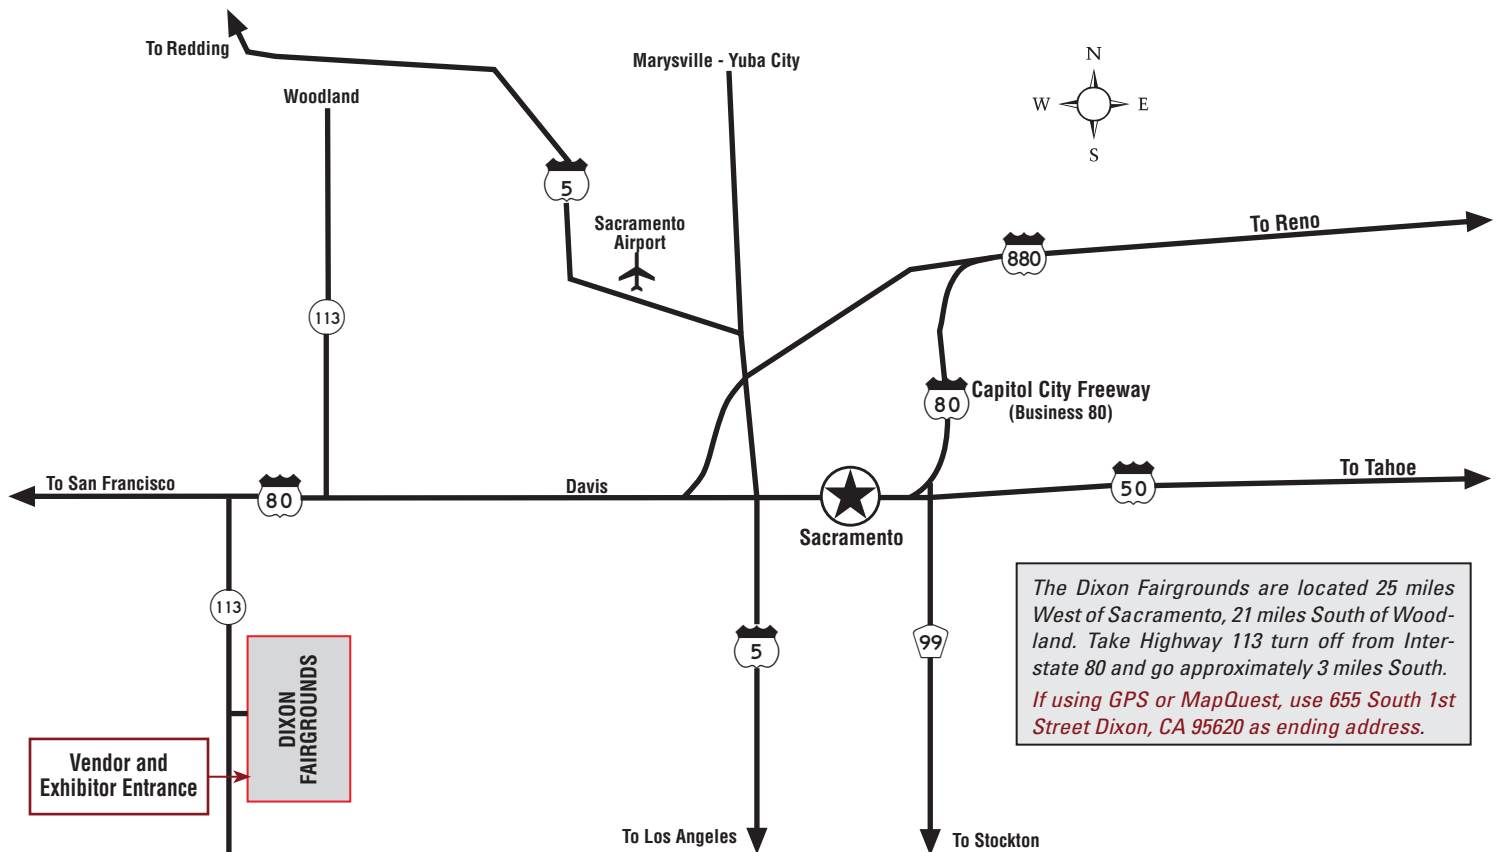 To Redding
Marysville - Yuba City
Woodland
N
W
E
S
5
Sacramento
Airport
To Reno
880
113
80
Capitol City Freeway
(Business 80)
To San Francisco
80
Davis
To Tahoe
50
Sacramento
113
5
99
The Dixon Fairgrounds are located 25 miles
West of Sacramento, 21 miles South of Wood-
land. Take Highway 113 turn off from Inter-
state 80 and go approximately 3 miles South.
If using GPS or MapQuest, use 655 South 1st
Street Dixon, CA 95620 as ending address.
DIXON
FAIRGROUNDS
Vendor and
Exhibitor Entrance
To Los Angeles
To Stockton